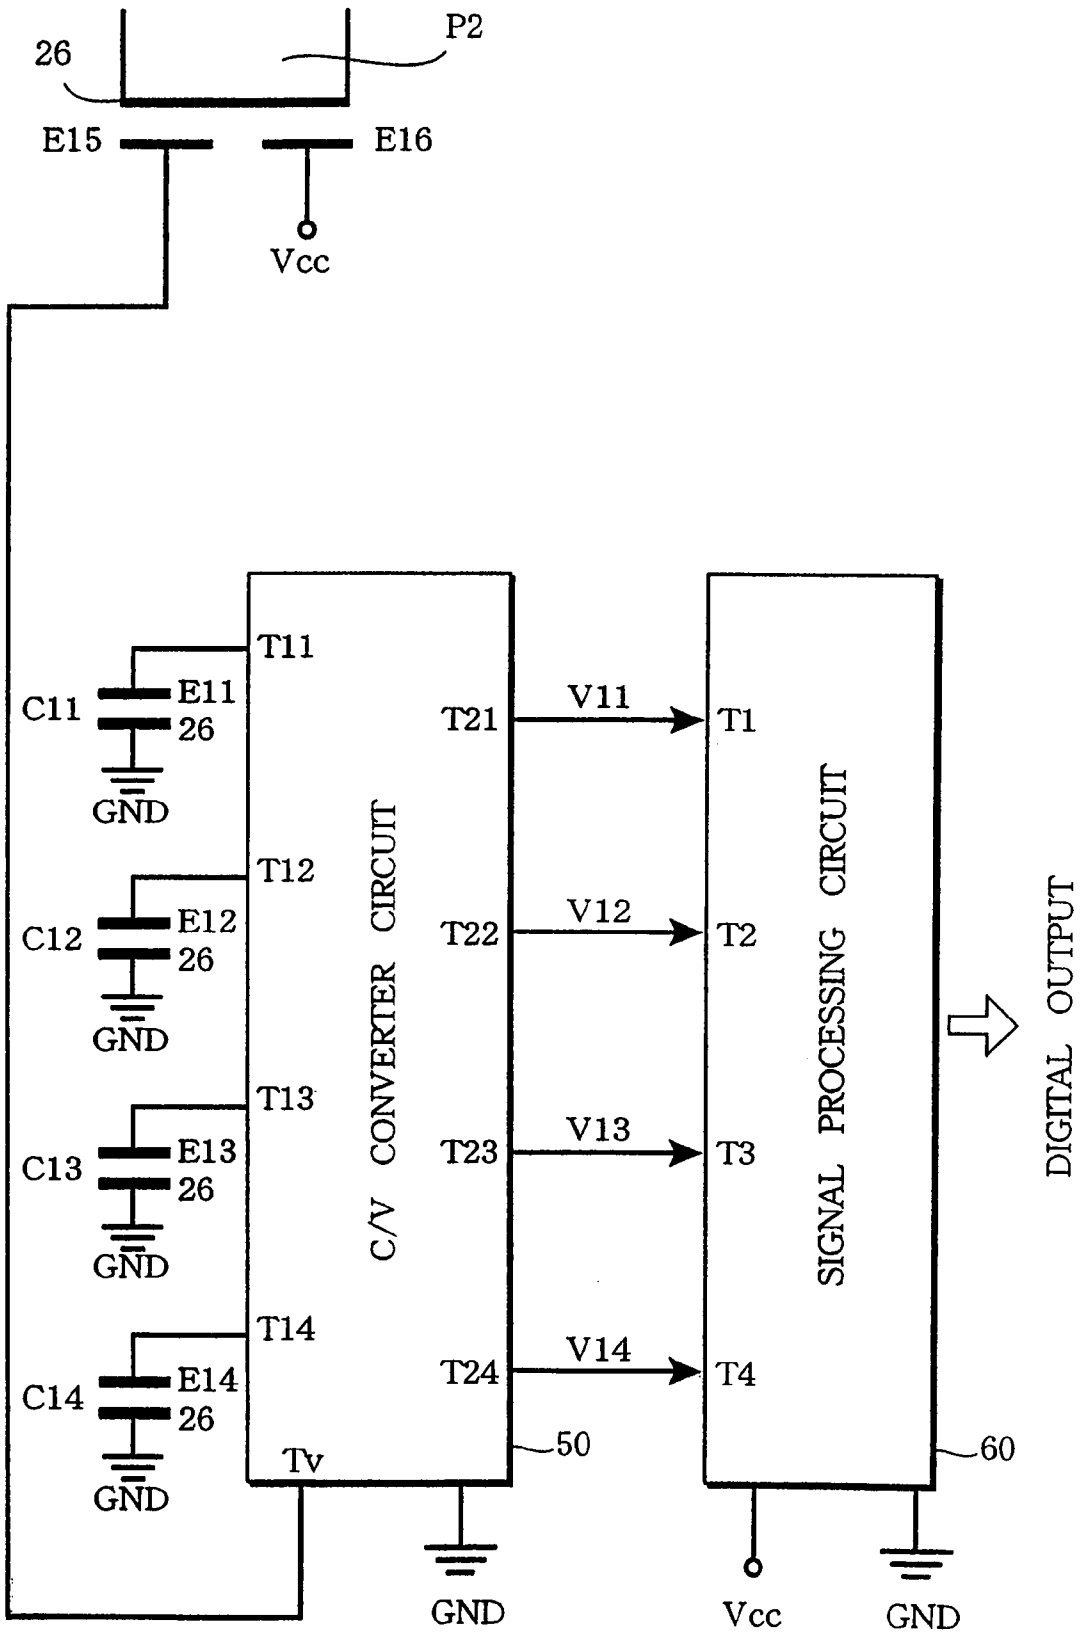 P2
26
E15
E16
Vcc
T11
E11
C11
26
GND
T21
V11
T1
T12
E12
C12
26
GND
T22
V12
T2
T13
E13
C13
26
GND
T23
V13
T3
T14
E14
C14
26
GND
T24
V14
T4
C/V CONVERTER CIRCUIT
SIGNAL PROCESSING CIRCUIT
DIGITAL OUTPUT
Tv
50
60
GND
Vcc
GND